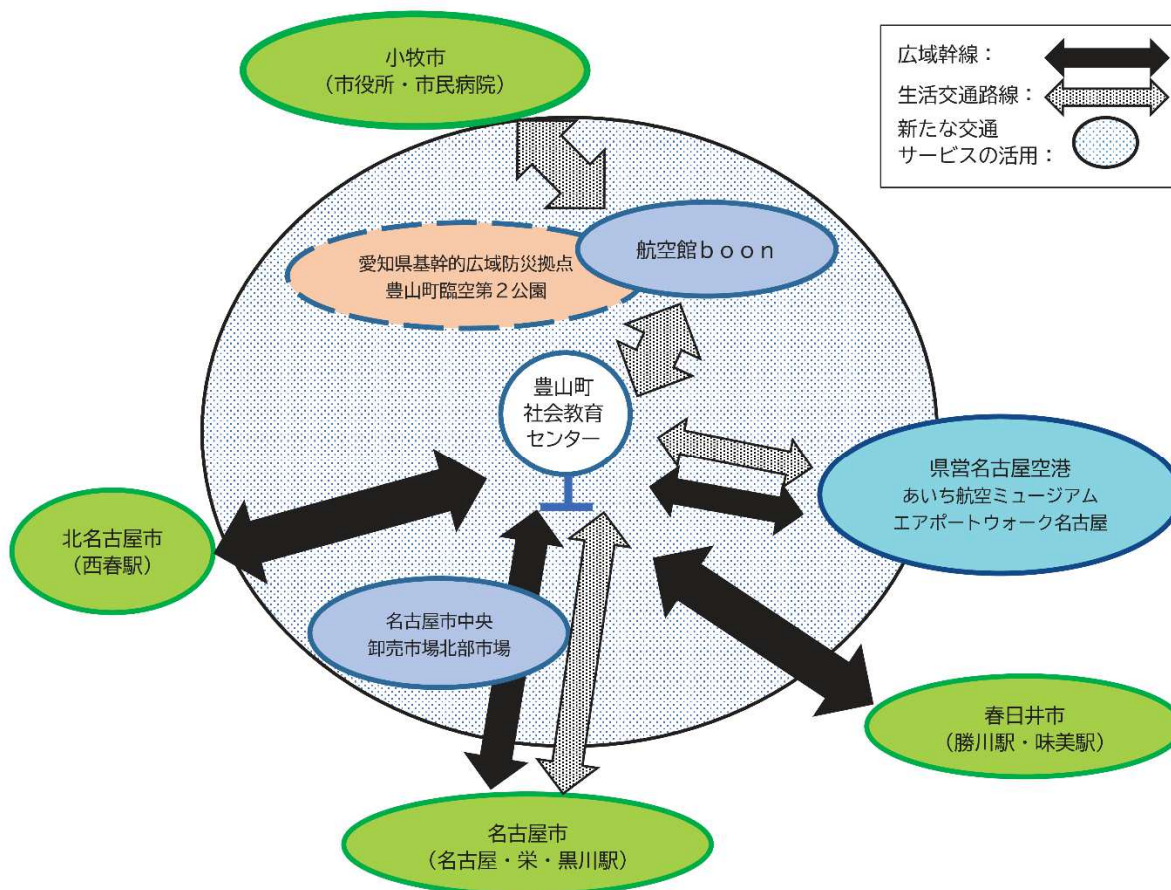 小牧市
（市役所・市民病院）
広域幹線：
生活交通路線：
新たな交通
サービスの活用：
航空館ｂｏｏｎ
愛知県基幹的広域防災拠点
豊山町臨空第２公園
豊山町
社会教育
センター
県営名古屋空港
あいち航空ミュージアム
エアポートウォーク名古屋
北名古屋市
（西春駅）
名古屋市中央
卸売市場北部市場
春日井市
（勝川駅・味美駅）
名古屋市
（名古屋・栄・黒川駅）